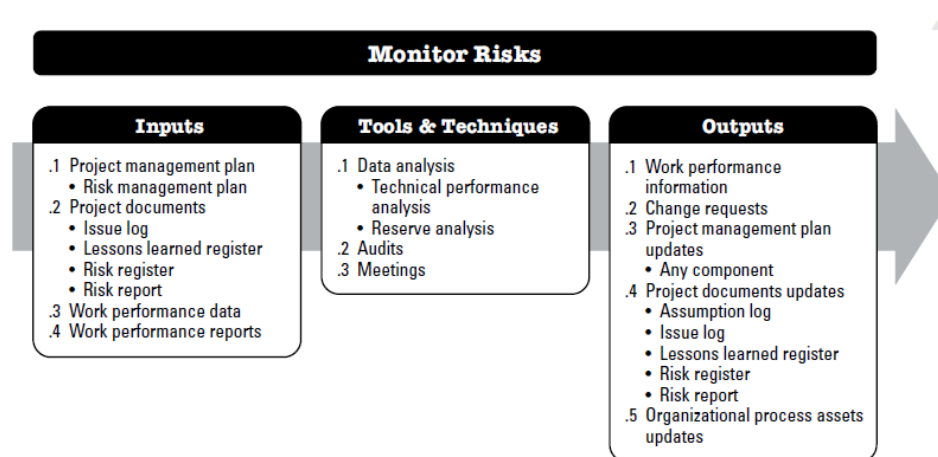 Monitor Risks
Inputs
.1 Project management plan
• Risk management plan
.2 Project documents
• Issue log
• Lessons learned register
• Risk register
• Risk report
.3 Work performance data
.4 Work performance reports
Tools & Techniques
.1 Data analysis
• Technical performance
analysis
• Reserve analysis
.2 Audits
.3 Meetings
Outputs
.1 Work performance
information
.2 Change requests
.3 Project management plan
updates
• Any component
.4 Project documents updates
• Assumption log
• Issue log
• Lessons learned register
• Risk register
• Risk report
.5 Organizational process assets
updates